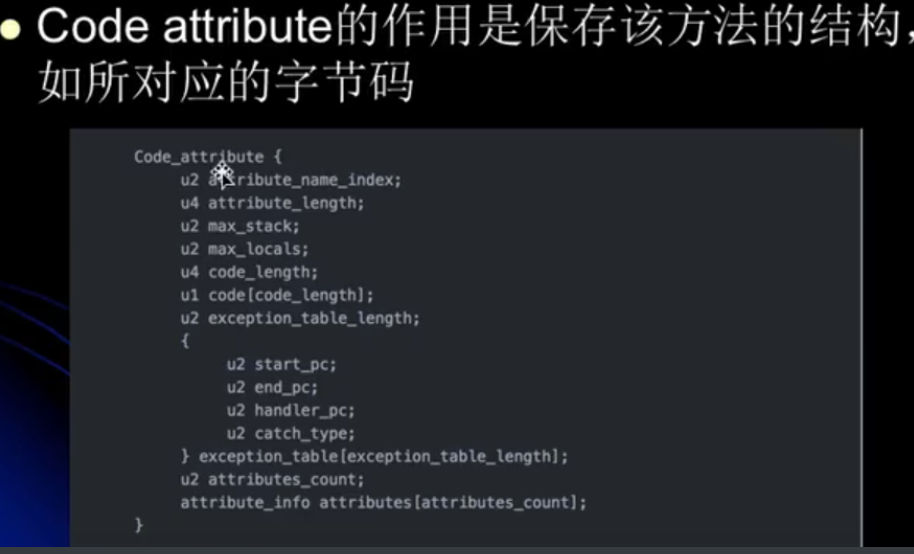 Code attribute的作用是保存该方法的结构，
如所对应的字节码
Code_attribute {
u2 attribute_name_index;
u4 attribute_length;
u2 max_stack;
u2 max_locals;
u4 code_length;
u1 code[code_length];
u2 exception_table_length;
{
u2 start_pc;
u2 end_pc;
u2 handler_pc;
u2 catch_type;
} exception_table[exception_table_length];
u2 attributes_count;
attribute_info attributes[attributes_count];
}